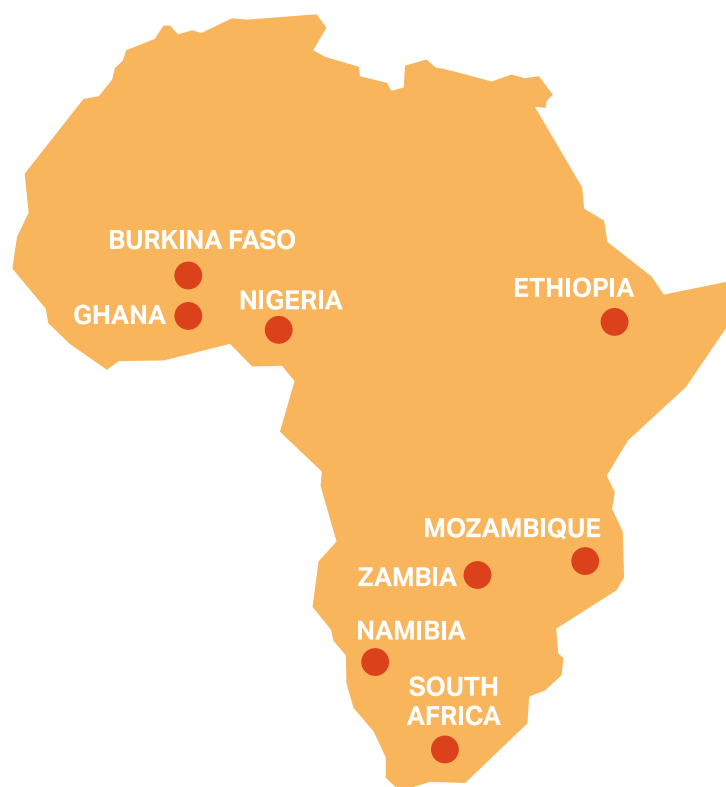 BURKINA FASO
ETHIOPIA
NIGERIA
GHANA
MOZAMBIQUE
ZAMBIA
NAMIBIA
SOUTH
AFRICA